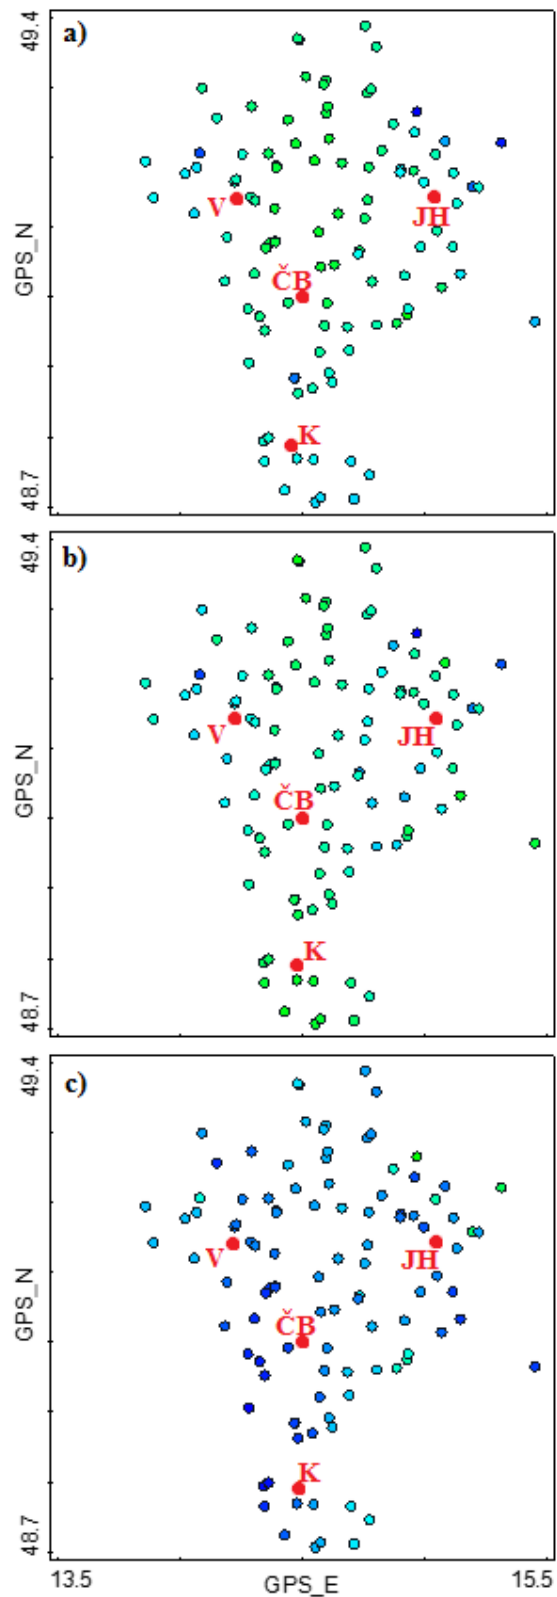 49.4
a)
V
JH
GPS_N
ČB
K
48.7
49.4
b)
V
JH
GPS_N
ČB
K
48.7
49.4
c)
V
JH
GPS_N
ČB
K
48.7
13.5 GPS_E 15.5